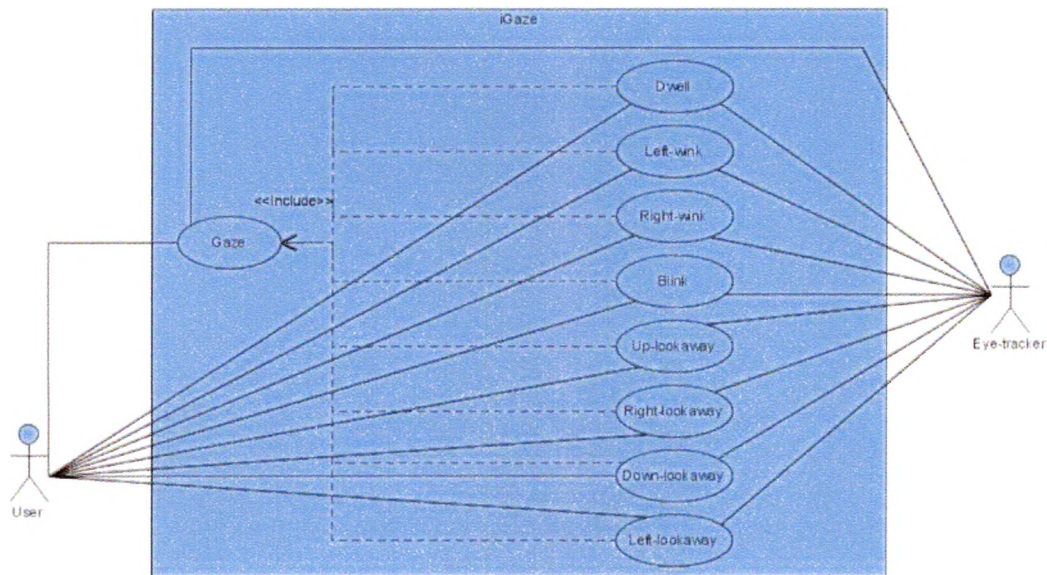 iGaze
Dwell
Left-wink
Right-wink
<<Include>>
Gaze
Blink
Up-lookaway
Eye-tracker
Right-lookaway
Down-lookaway
User
Left-lookaway